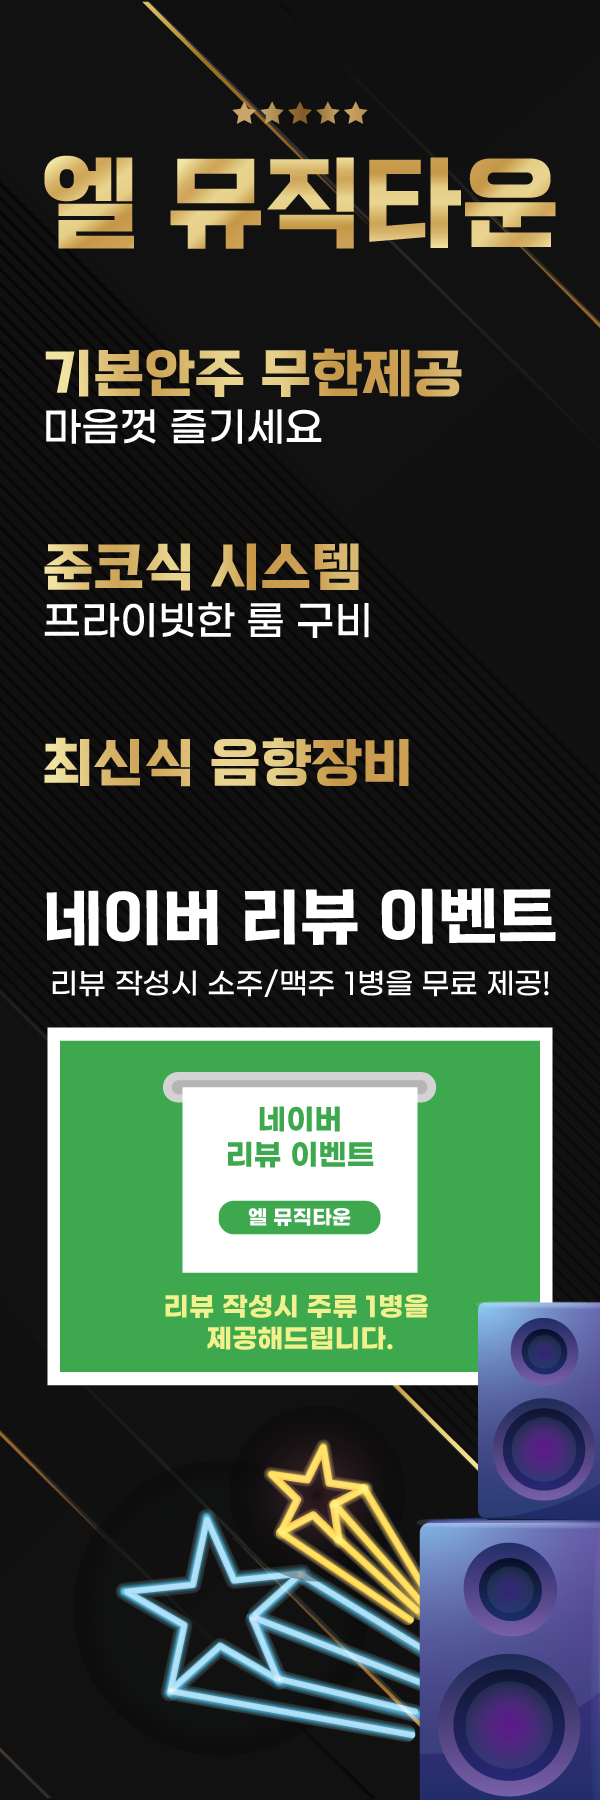 엘 뮤직타운
기본안주 무한제공
마음껏 즐기세요
준코식 시스템
프라이빗한 룸 구비
최신식 음향장비
네이버 리뷰 이벤트
리뷰 작성시 소주/맥주 1병을 무료 제공!
네이버
리뷰 이벤트
엘 뮤직타운
리뷰 작성시 주류 1병을
제공해드립니다.